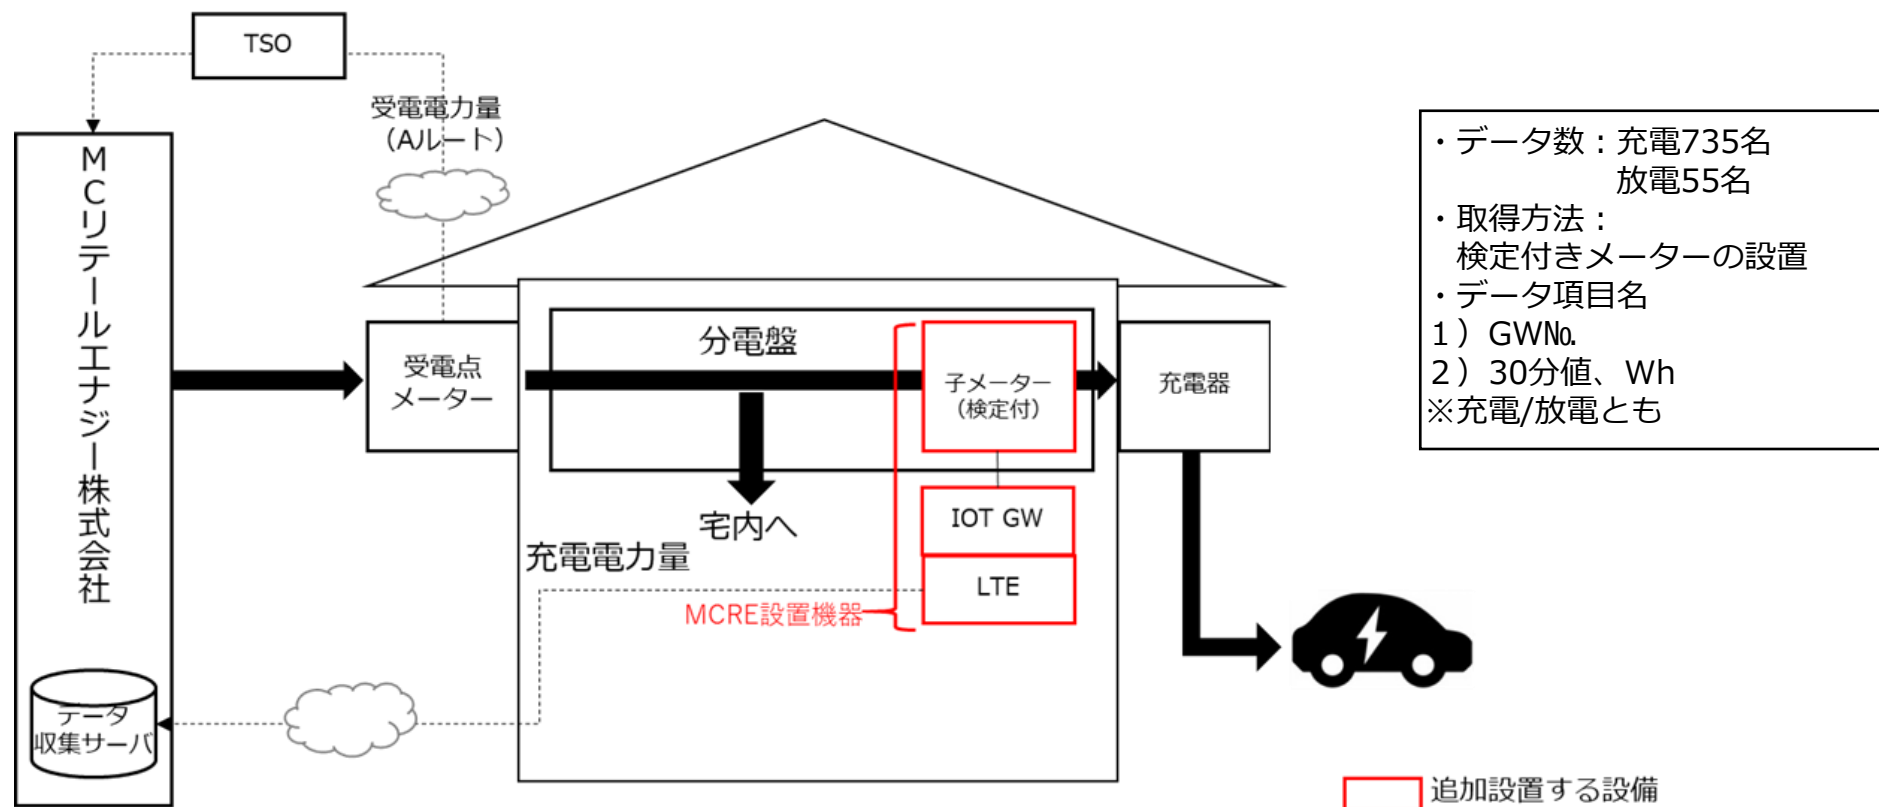 TSO
受電電力量
（Aルート）
MCリテールエナジー株式会社
データ
収集サーバ
受電点
メーター
分電盤
子メーター
（検定付）
充電器
宅内へ
IOT GW
LTE
充電電力量
MCRE設置機器
・データ数：充電735名
放電55名
・取得方法：
検定付きメーターの設置
・データ項目名
１）GW№
２）30分値、Wh
※充電/放電とも
追加設置する設備